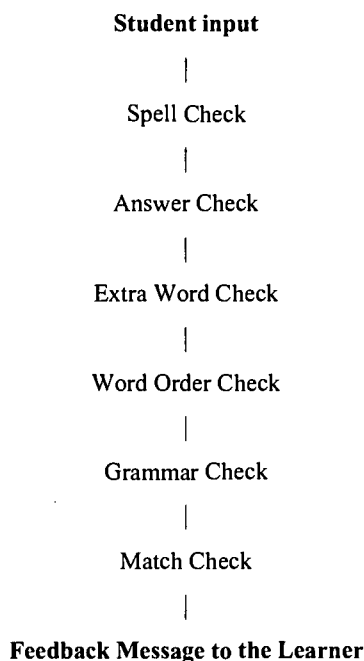 Student input
Spell Check
Answer Check
Extra Word Check
Word Order Check
Grammar Check
Match Check
Feedback Message to the Learner